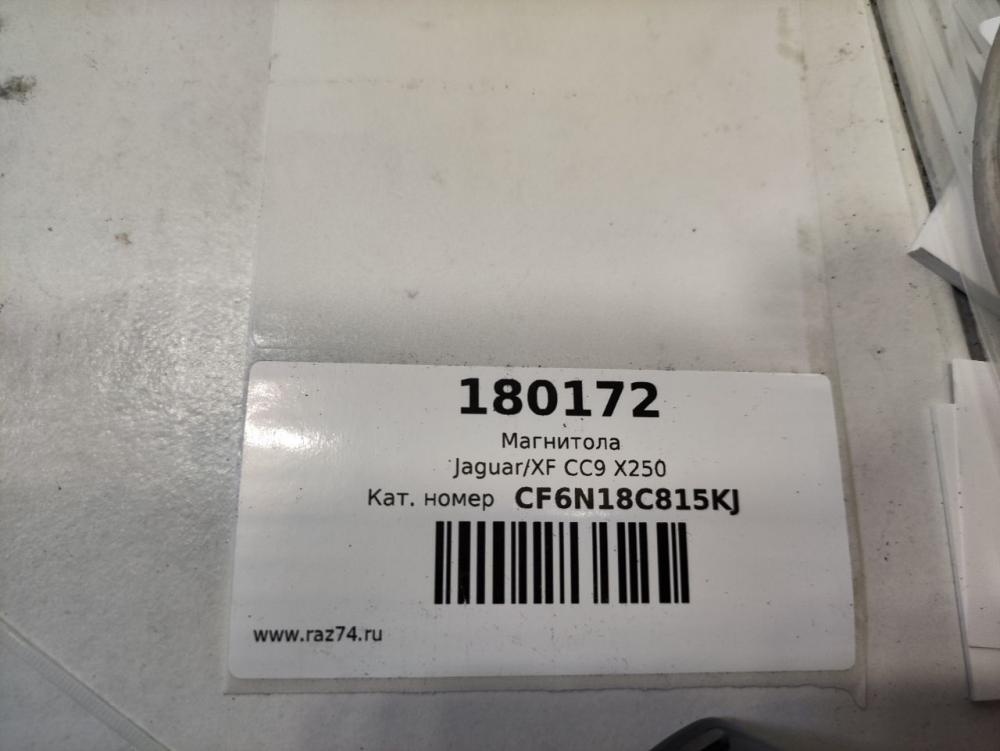 180172
Магнитола
Jaguar/XF CC9 X250
Кат. номер CF6N18C815KJ
www.raz74.ru